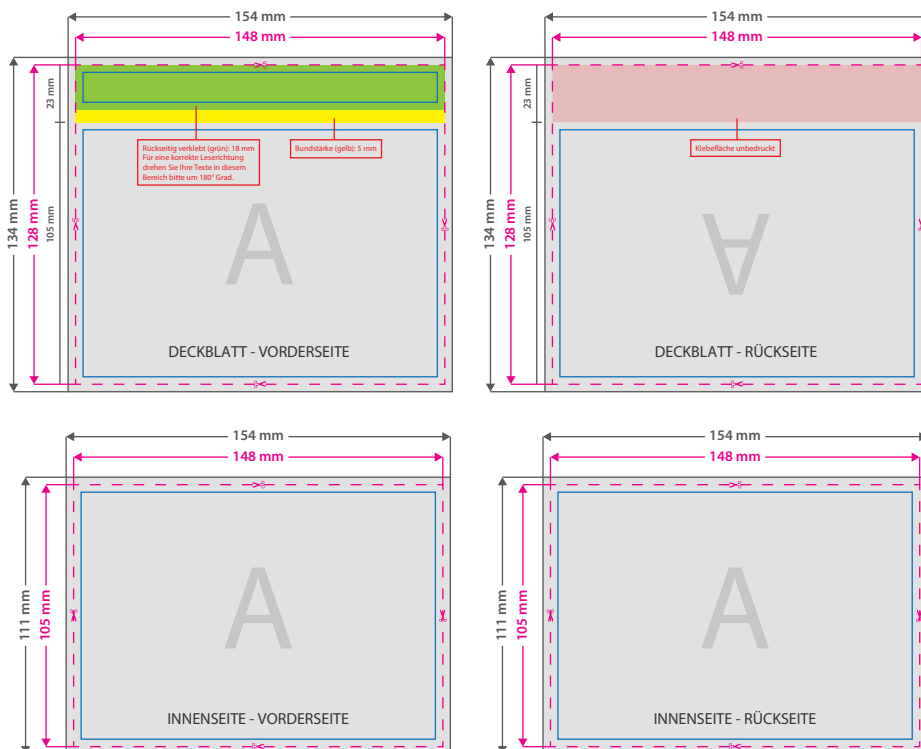 154 mm
148 mm
134 mm
128 mm
23 mm
105 mm
Rückseitig verklebt (grün): 18 mm
Für eine korrekte Leserichtung
drehen Sie Ihre Texte in diesem
Bereich bitte um 180° Grad.
Bundstärke (gelb): 5 mm
A
DECKBLATT - VORDERSEITE
154 mm
148 mm
134 mm
128 mm
23 mm
105 mm
Klebefläche unbedruckt
A
DECKBLATT - RÜCKSEITE
154 mm
148 mm
111 mm
105 mm
A
INNENSEITE - VORDERSEITE
154 mm
148 mm
111 mm
105 mm
A
INNENSEITE - RÜCKSEITE